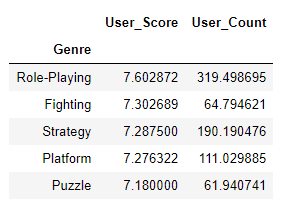 User_Score User_Count
Genre
Role-Playing 7.602872 319.498695
Fighting 7.302689 64.794621
Strategy 7.287500 190.190476
Platform 7.276322 111.029885
Puzzle 7.180000 61.940741